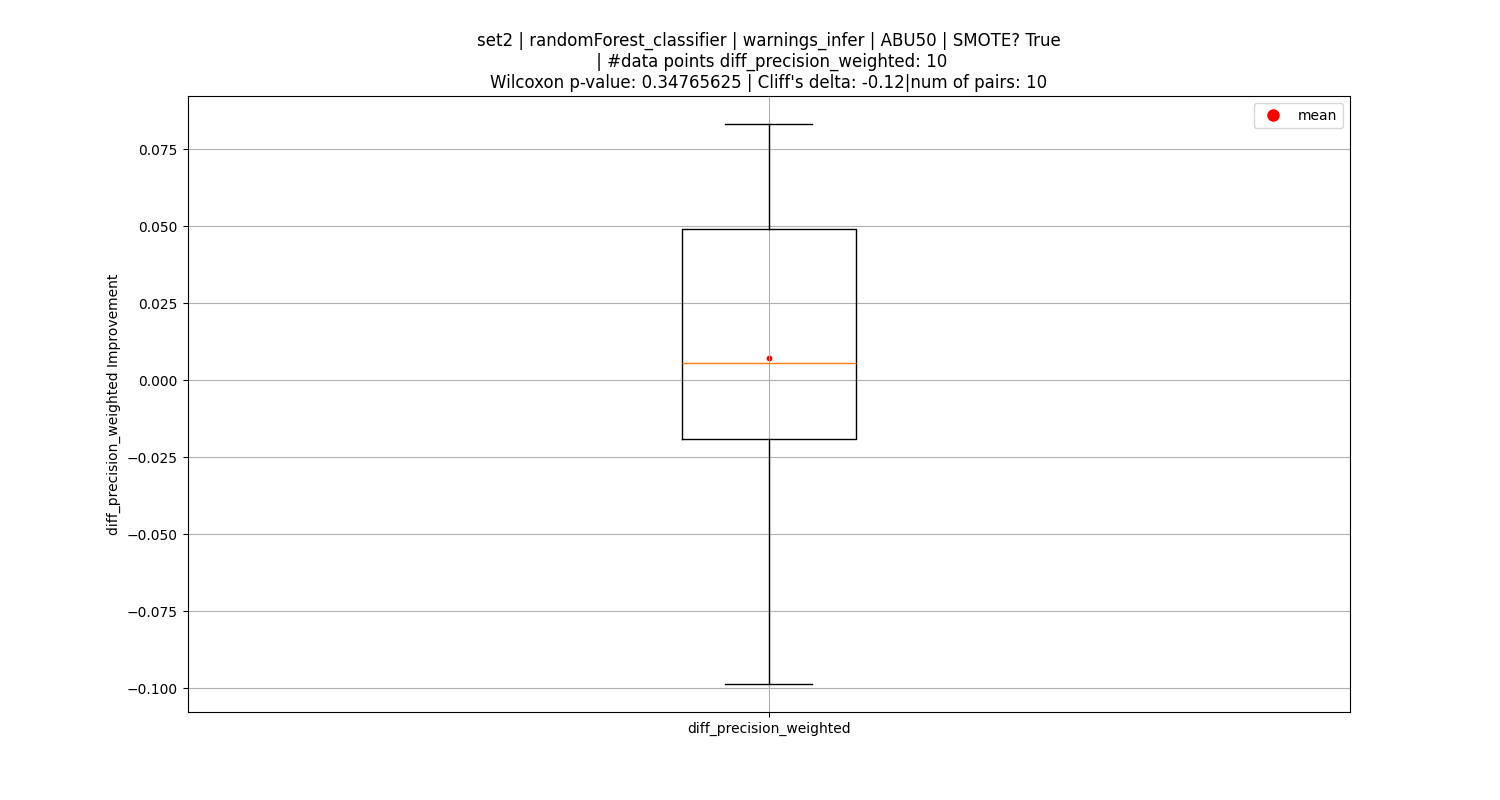 set2 | randomForest_classifier | warnings_infer | ABU50 | SMOTE? True
| #data points diff_precision_weighted: 10
Wilcoxon p-value: 0.34765625 | Cliff's delta: -0.12|num of pairs: 10
mean
0.075
0.050
0.025
0.000
−0.025
−0.050
−0.075
−0.100
diff_precision_weighted Improvement
diff_precision_weighted